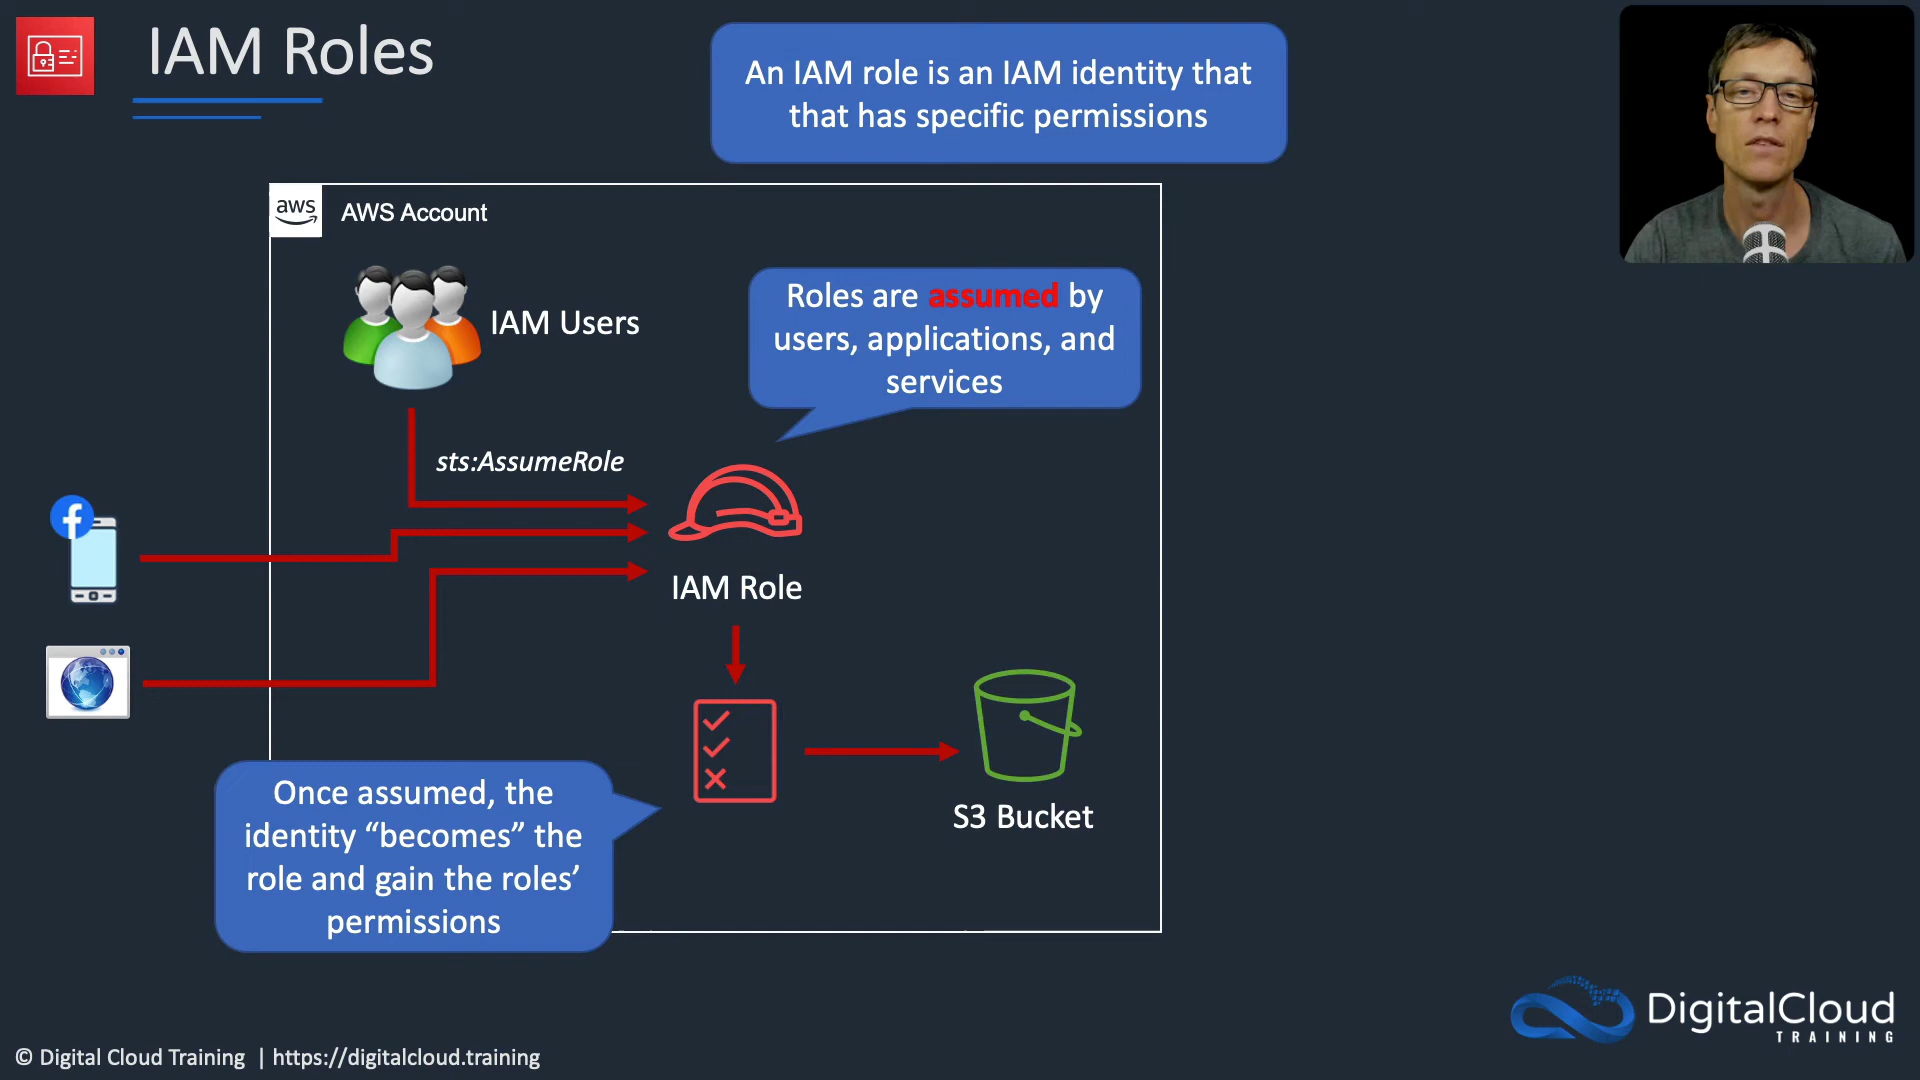 IAM Roles
An IAM role is an IAM identity that
that has specific permissions
aws
AWS Account
IAM Users
Roles are assumed by
users, applications, and
services
sts:AssumeRole
f
IAM Role
Once assumed, the
identity “becomes” the
role and gain the roles’
permissions
S3 Bucket
DigitalCloud
TRAINING
© Digital Cloud Training | https://digitalcloud.training